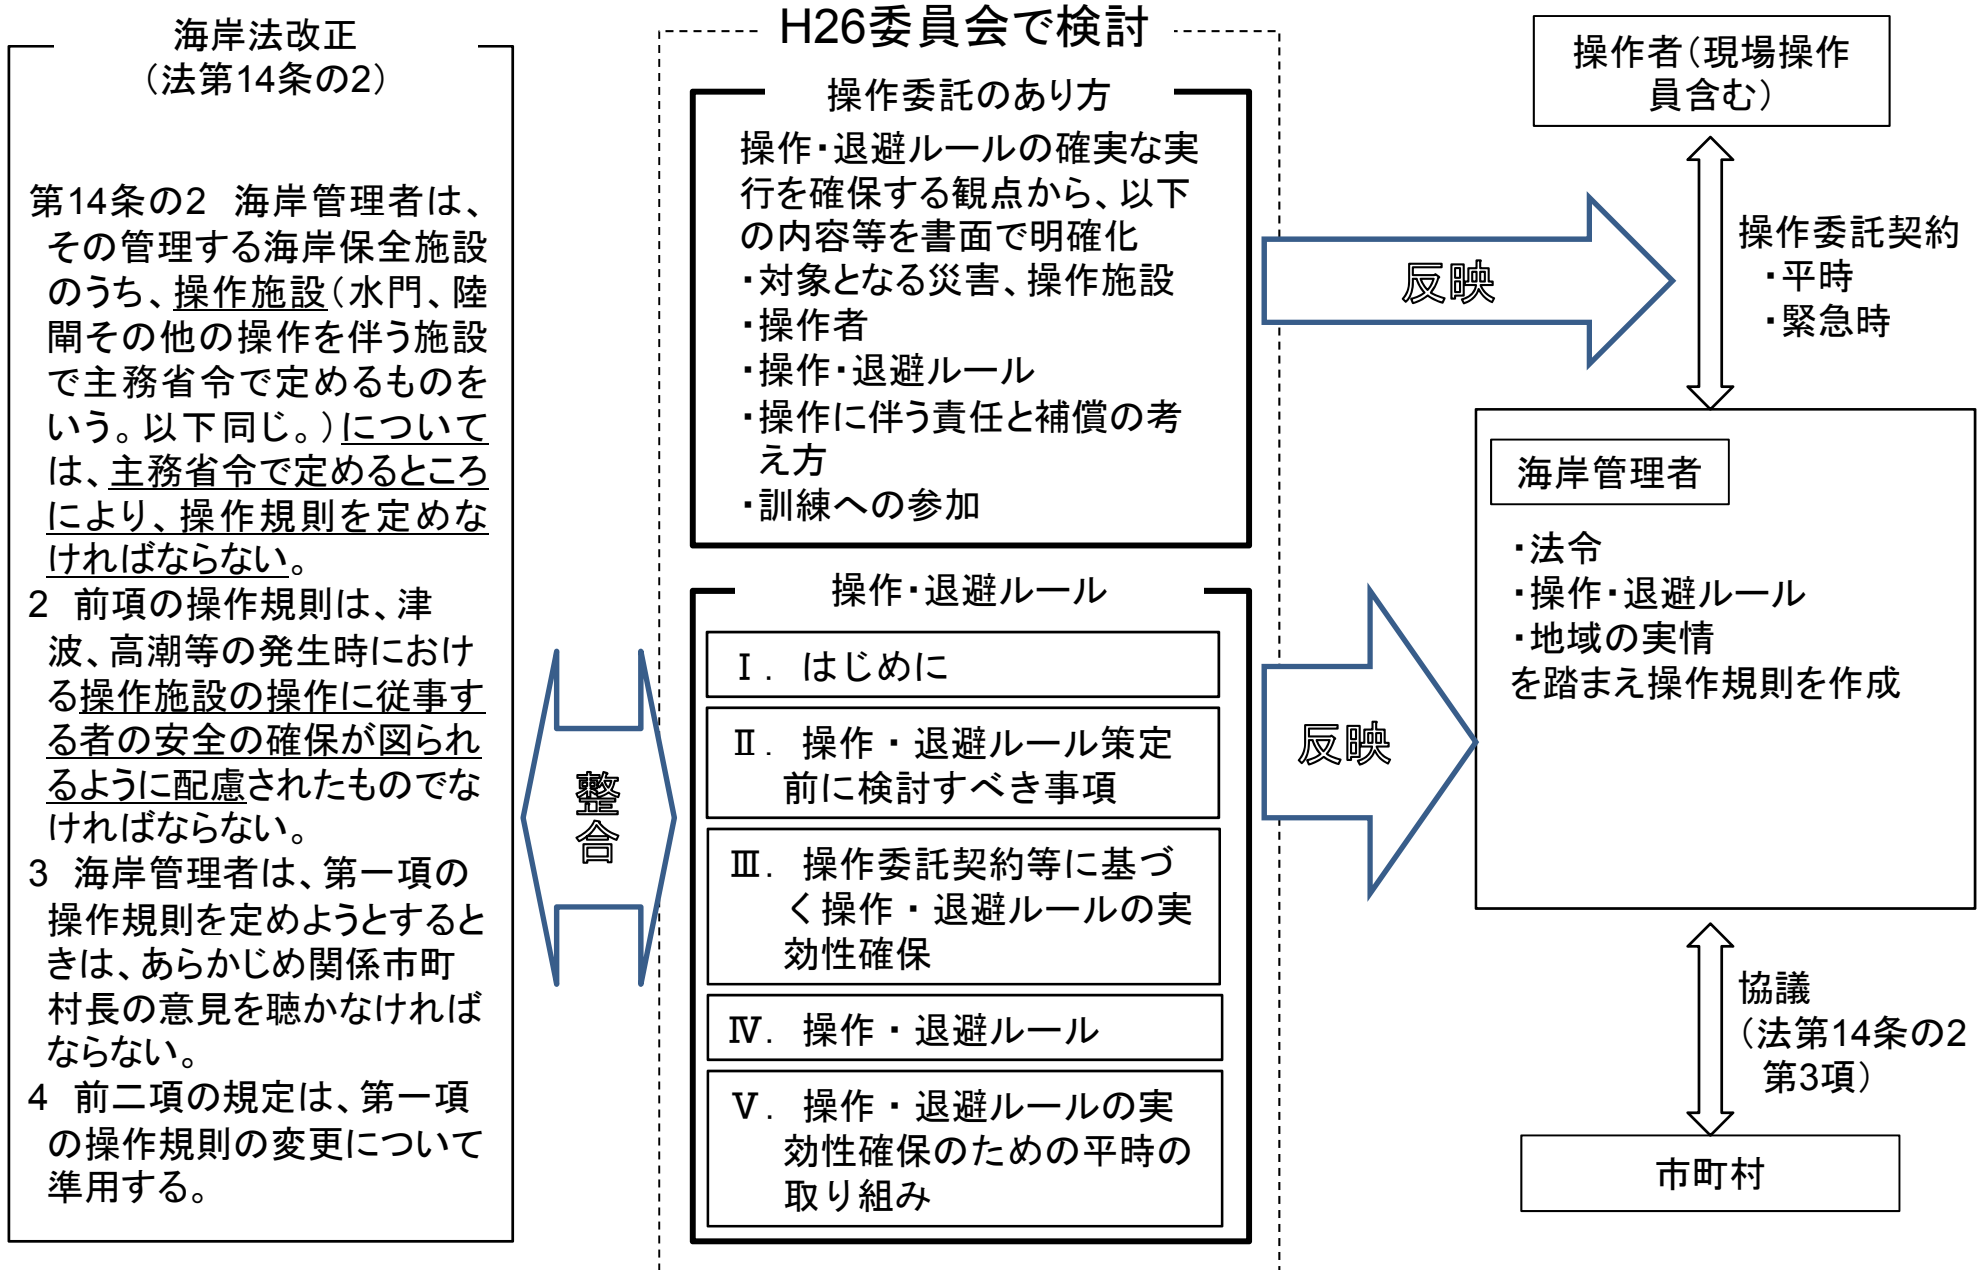 海岸法改正
（法第14条の2）
第14条の2　海岸管理者は、
その管理する海岸保全施設
のうち、操作施設（水門、陸
閘その他の操作を伴う施設
で主務省令で定めるものを
いう。以下同じ。）について
は、主務省令で定めるところ
により、操作規則を定めな
ければならない。
2　前項の操作規則は、津
波、高潮等の発生時におけ
る操作施設の操作に従事す
る者の安全の確保が図られ
るように配慮されたものでな
ければならない。
3　海岸管理者は、第一項の
操作規則を定めようとすると
きは、あらかじめ関係市町
村長の意見を聴かなければ
ならない。
4　前二項の規定は、第一項
の操作規則の変更について
準用する。
整合
H26委員会で検討
操作委託のあり方
操作・退避ルールの確実な実
行を確保する観点から、以下
の内容等を書面で明確化
・対象となる災害、操作施設
・操作者
・操作・退避ルール
・操作に伴う責任と補償の考
え方
・訓練への参加
操作・退避ルール
Ⅰ．はじめに
Ⅱ．操作・退避ルール策定
前に検討すべき事項
Ⅲ．操作委託契約等に基づ
く操作・退避ルールの実
効性確保
Ⅳ．操作・退避ルール
Ⅴ．操作・退避ルールの実
効性確保のための平時の
取り組み
反映
反映
操作者（現場操作
員含む）
操作委託契約
・平時
・緊急時
海岸管理者
・法令
・操作・退避ルール
・地域の実情
を踏まえ操作規則を作成
協議
（法第14条の2
第3項）
市町村